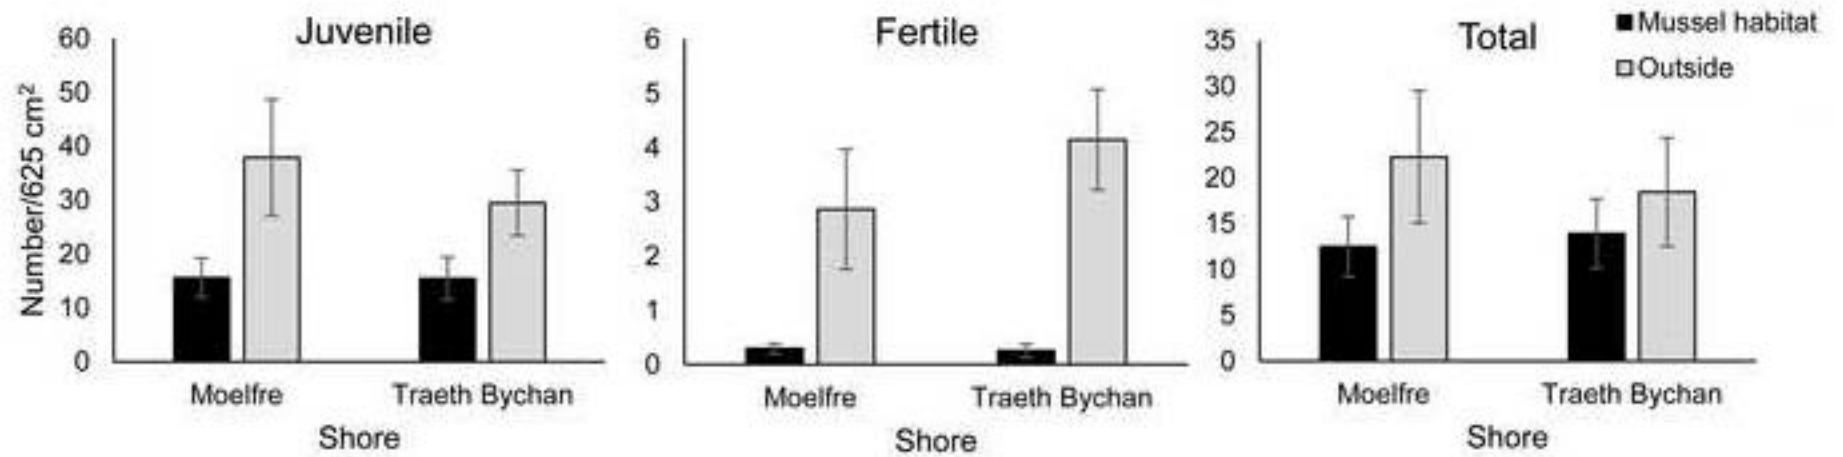 Juvenile
Number/625 cm²
60
50
40
30
20
10
0
Moelfre
Traeth Bychan
Shore
Fertile
6
5
4
3
2
1
0
Moelfre
Traeth Bychan
Shore
Total
35
30
25
20
15
10
5
0
Moelfre
Traeth Bychan
Shore
Mussel habitat
Outside